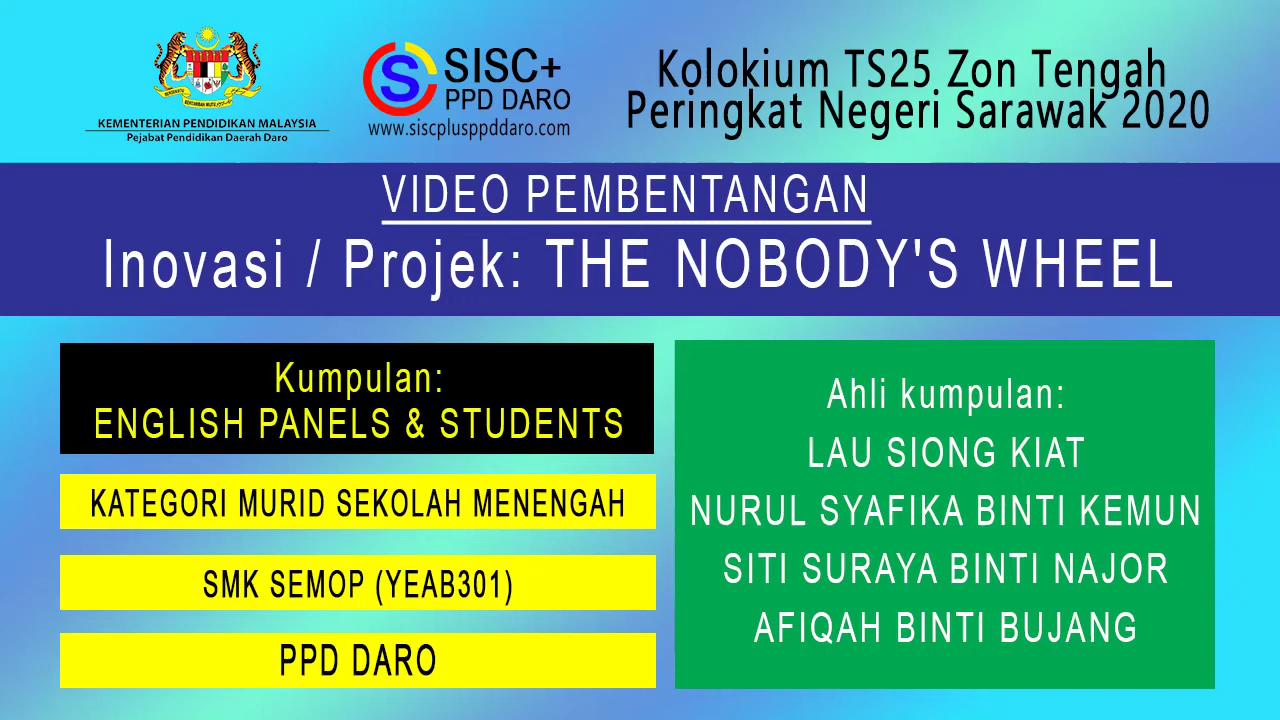 KEMENTERIAN PENDIDIKAN MALAYSIA
Pejabat Pendidikan Daerah Daro
S
SISC+
PPD DARO
www.siscplusppddaro.com
Kolokium TS25 Zon Tengah
Peringkat Negeri Sarawak 2020
VIDEO PEMBENTANGAN
Inovasi / Projek: THE NOBODY'S WHEEL
Kumpulan:
ENGLISH PANELS & STUDENTS
KATEGORI MURID SEKOLAH MENENGAH
SMK SEMOP (YEAB301)
PPD DARO
Ahli kumpulan:
LAU SIONG KIAT
NURUL SYAFIKA BINTI KEMUN
SITI SURAYA BINTI NAJOR
AFIQAH BINTI BUJANG